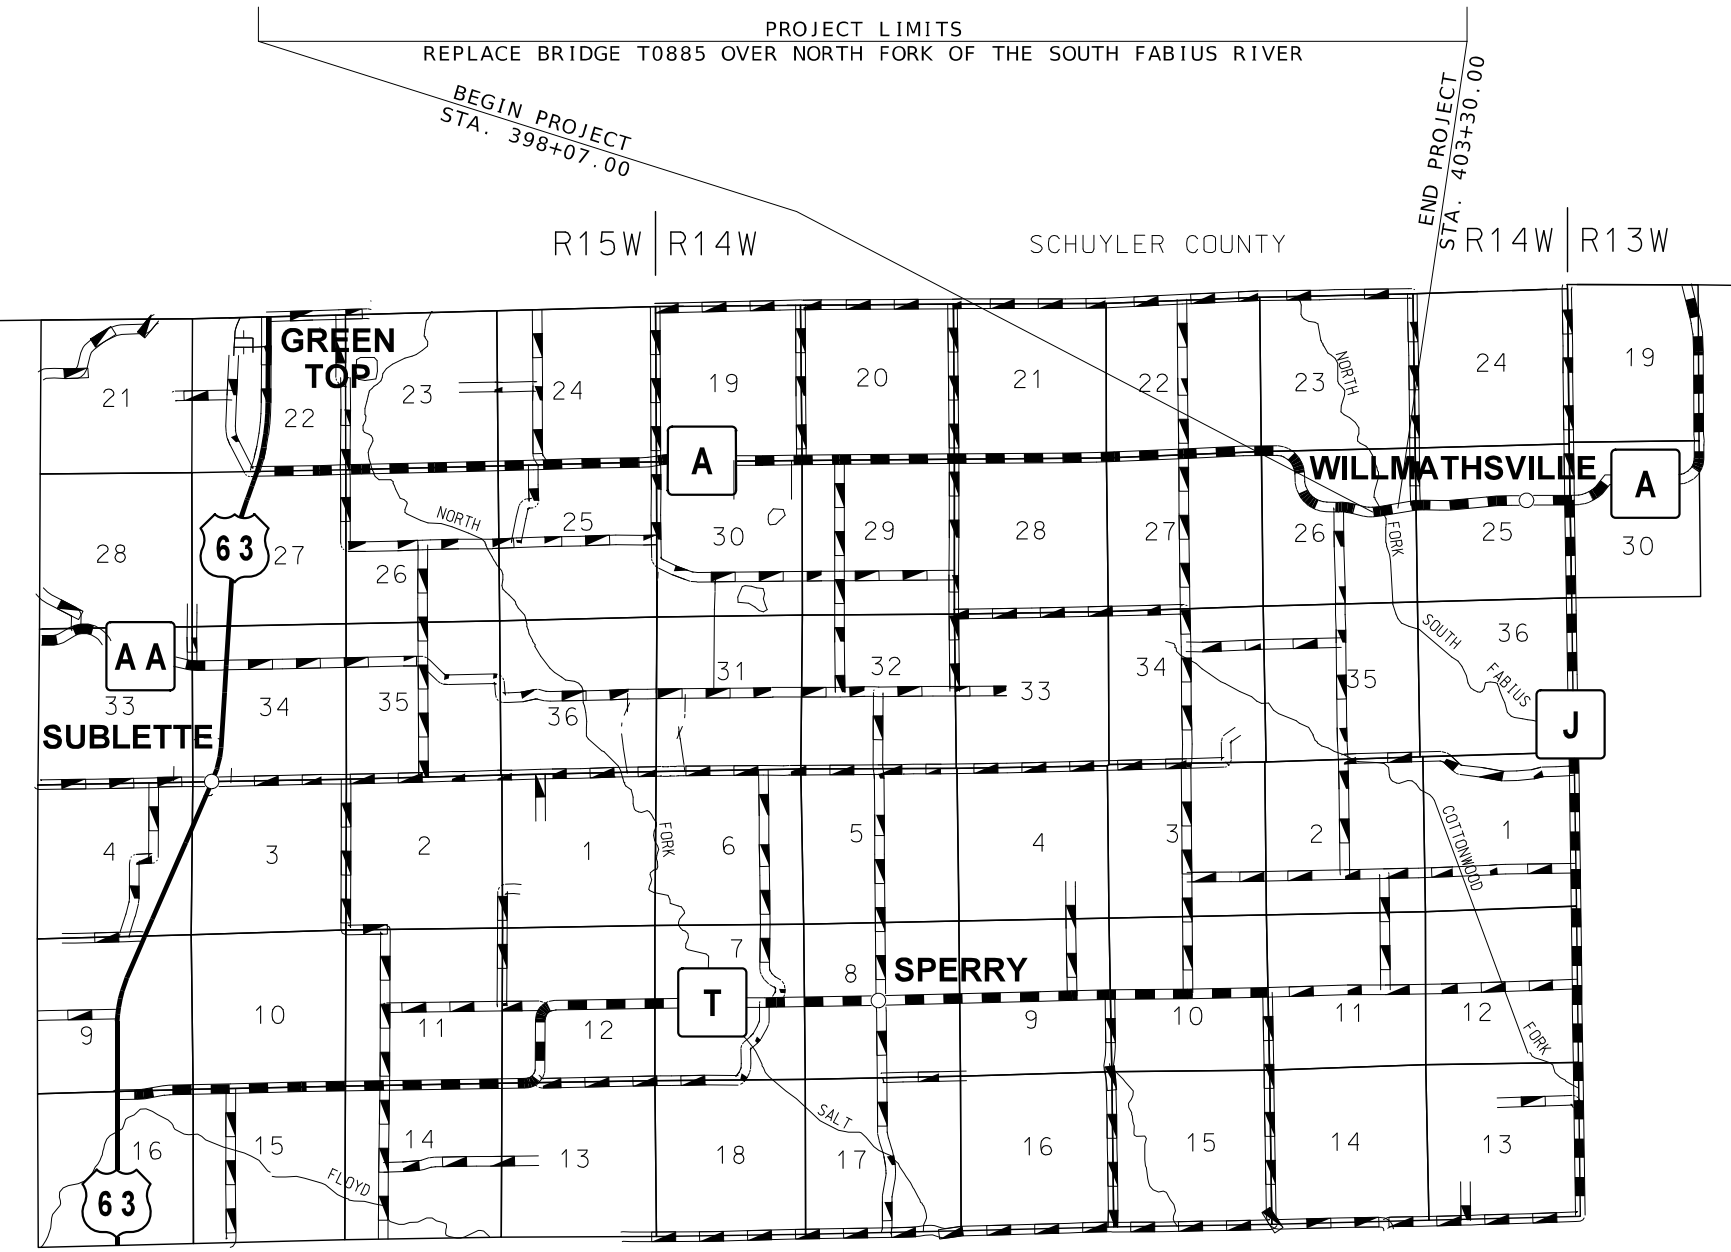 PROJECT LIMITS
REPLACE BRIDGE T0885 OVER NORTH FORK OF THE SOUTH FABIUS RIVER
BEGIN PROJECT
STA. 398+07.00
END PROJECT
STA. 403+30.00
R15W R14W
SCHUYLER COUNTY
R14W R13W
GREEN
TOP
21
22
23
24
19
20
21
22
23
NORTH
24
19
A
WILLMATHSVILLE
A
63
28
27
26
NORTH
25
30
29
28
27
26
FORK
25
30
AA
33
34
35
36
31
32
33
34
35
SOUTH
FABIUS
36
J
SUBLETTE
4
3
2
1
FORK
6
5
4
3
2
COTTONWOOD
1
9
10
11
12
7
T
8
SPERRY
9
10
11
12
FORK
63
16
15
FLOYD
14
13
18
SALT
17
16
15
14
13